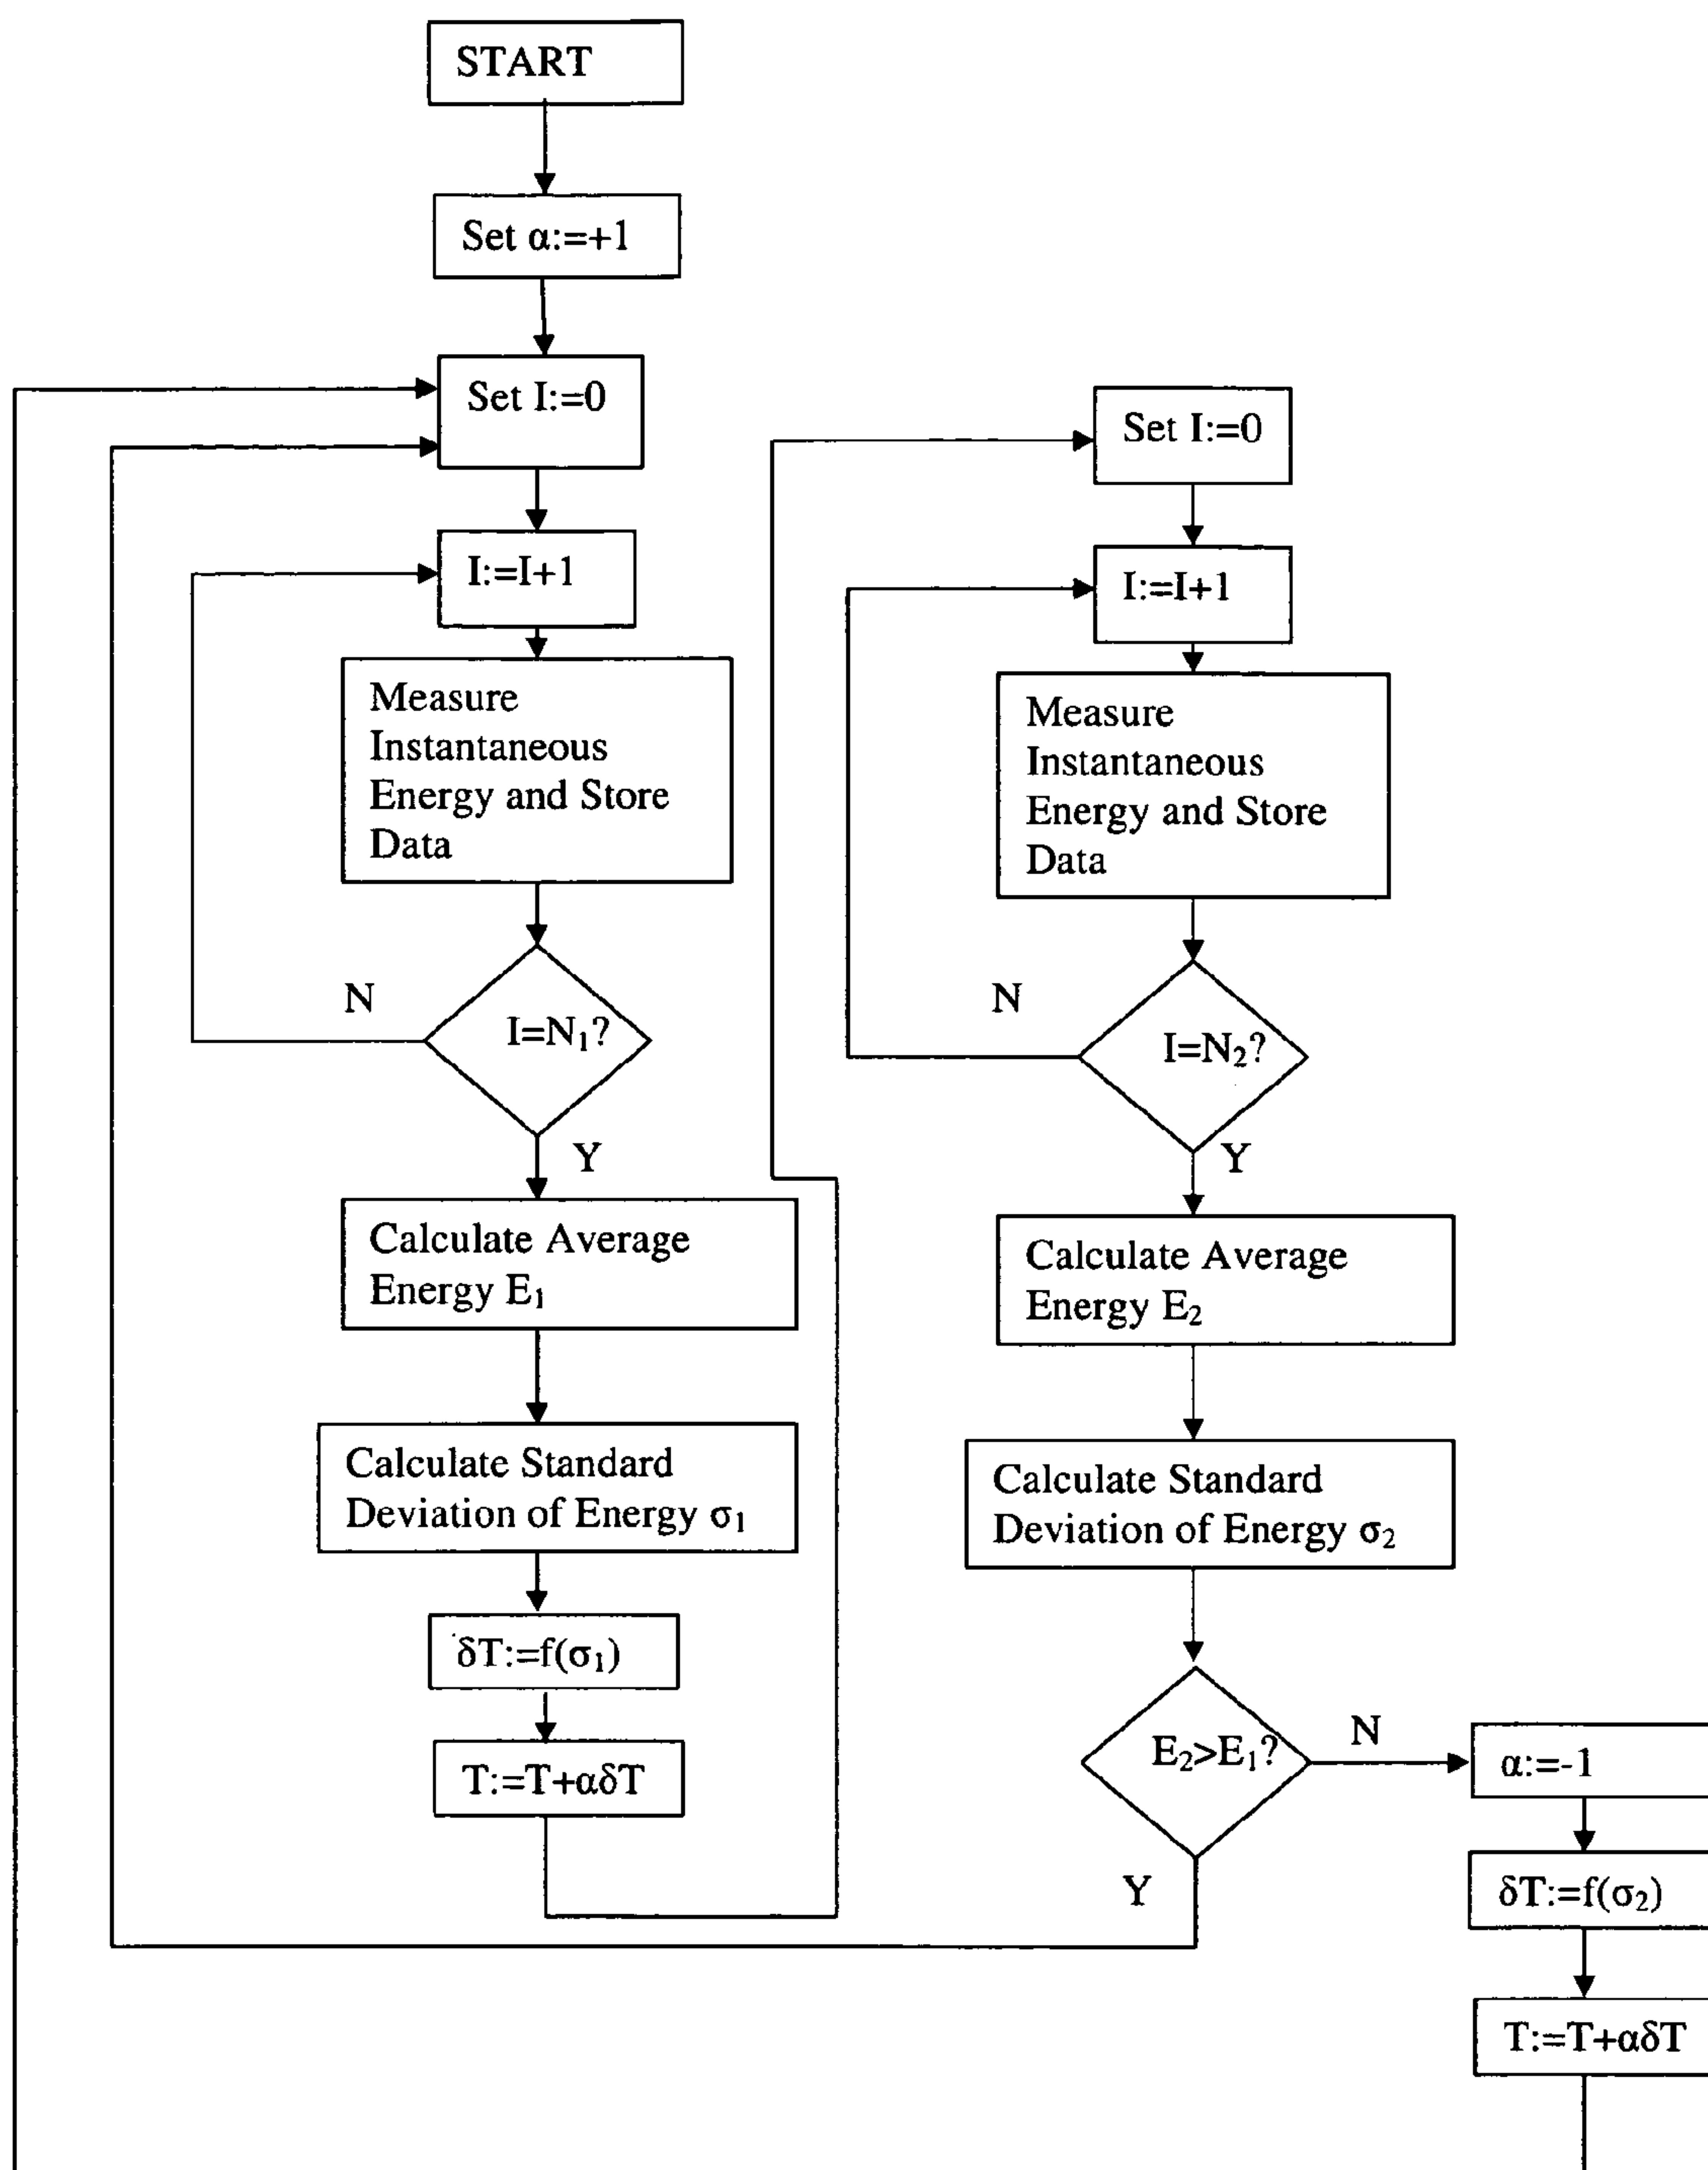 START
Set α:=+1
Set I:=0
I:=I+1
Measure
Instantaneous
Energy and Store
Data
N
I=N₁?
Y
Calculate Average
Energy E₁
Calculate Standard
Deviation of Energy σ₁
δT:=f(σ₁)
T:=T+αδT
Set I:=0
I:=I+1
Measure
Instantaneous
Energy and Store
Data
N
I=N₂?
Y
Calculate Average
Energy E₂
Calculate Standard
Deviation of Energy σ₂
E₂>E₁?
N
Y
α:=-1
δT:=f(σ₂)
T:=T+αδT